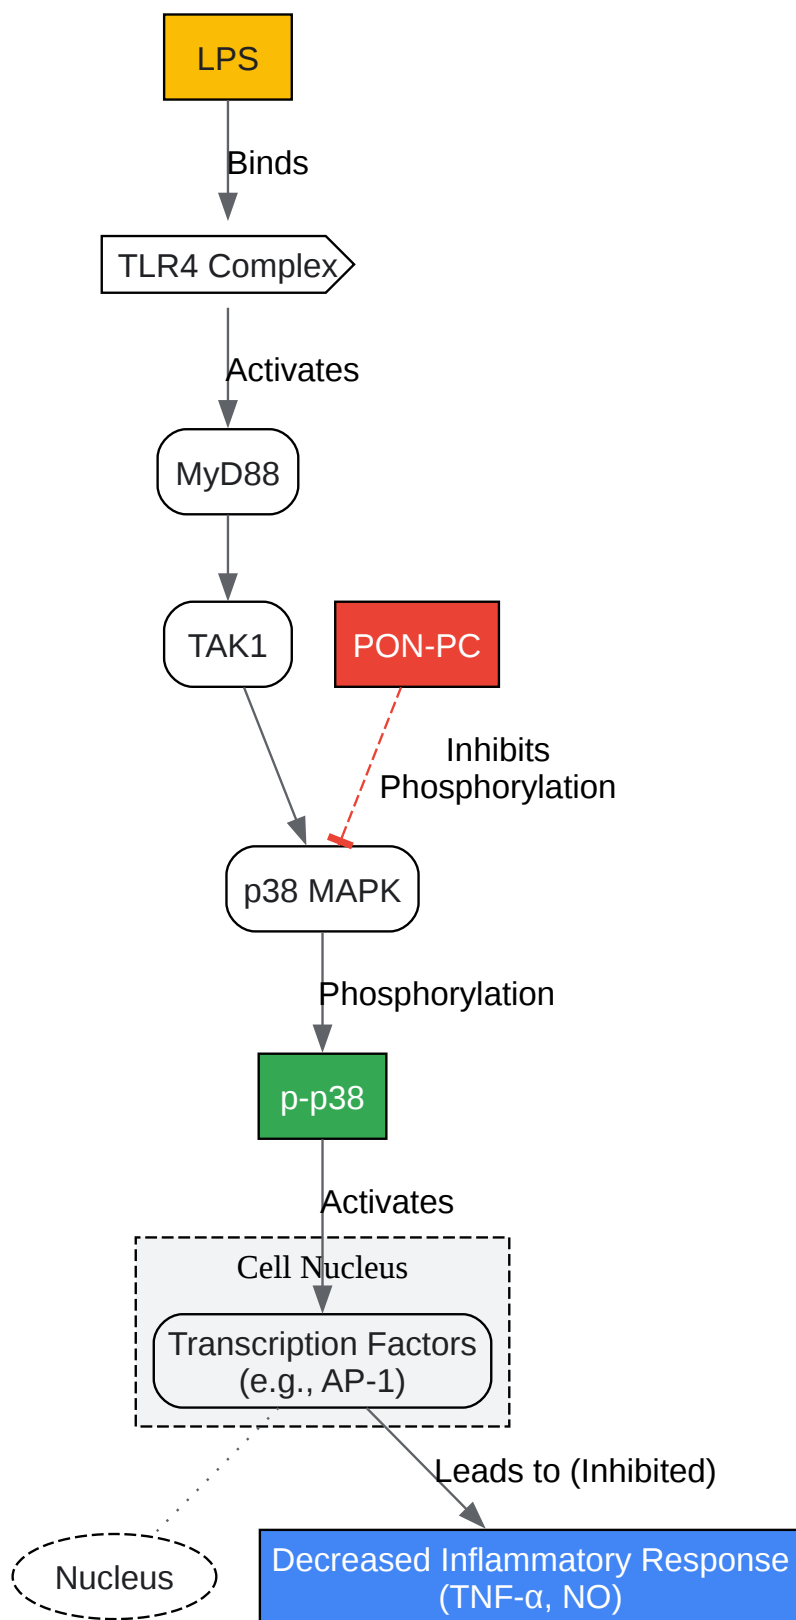 LPS
Binds
TLR4 Complex
Activates
MyD88
TAK1
PON-PC
Inhibits
Phosphorylation
p38 MAPK
Phosphorylation
p-p38
Activates
Cell Nucleus
Transcription Factors
(e.g., AP-1)
Leads to (Inhibited)
Nucleus
Decreased Inflammatory Response
(TNF-α, NO)